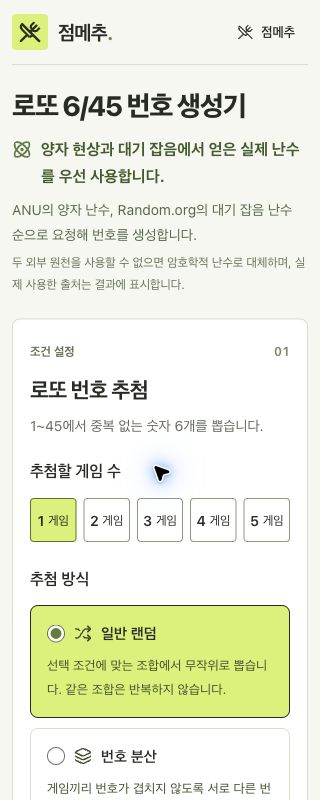 점메추.
점메추
로또 6/45 번호 생성기
양자 현상과 대기 잡음에서 얻은 실제 난수
를 우선 사용합니다.
ANU의 양자 난수, Random.org의 대기 잡음 난수
순으로 요청해 번호를 생성합니다.
두 외부 원천을 사용할 수 없으면 암호학적 난수로 대체하며, 실
제 사용한 출처는 결과에 표시합니다.
조건 설정
01
로또 번호 추첨
1~45에서 중복 없는 숫자 6개를 뽑습니다.
추첨할 게임 수
1 게임
2 게임
3 게임
4 게임
5 게임
추첨 방식
일반 랜덤
선택 조건에 맞는 조합에서 무작위로 뽑습니
다. 같은 조합은 반복하지 않습니다.
번호 분산
게임끼리 번호가 겹치지 않도록 서로 다른 번